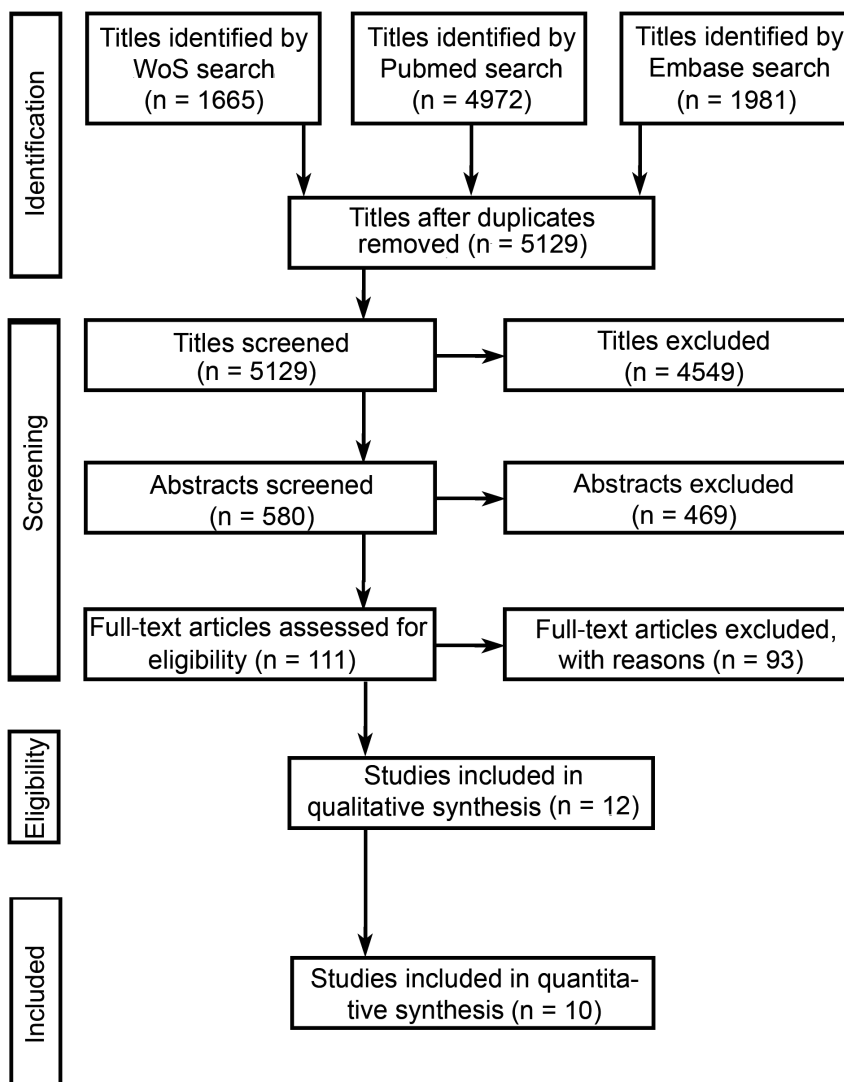 Identification
Titles identified by
WoS search
(n = 1665)
Titles identified by
Pubmed search
(n = 4972)
Titles identified by
Embase search
(n = 1981)
Titles after duplicates
removed (n = 5129)
Screening
Titles screened
(n = 5129)
Titles excluded
(n = 4549)
Abstracts screened
(n = 580)
Abstracts excluded
(n = 469)
Full-text articles assessed for
eligibility (n = 111)
Full-text articles excluded,
with reasons (n = 93)
Eligibility
Studies included in
qualitative synthesis (n = 12)
Included
Studies included in quantita-
tive synthesis (n = 10)